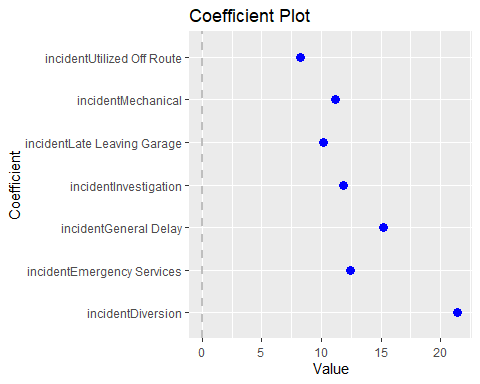 Coefficient Plot
incidentUtilized Off Route
incidentMechanical
incidentLate Leaving Garage
incidentInvestigation
incidentGeneral Delay
incidentEmergency Services
incidentDiversion
Coefficient
0 5 10 15 20
Value